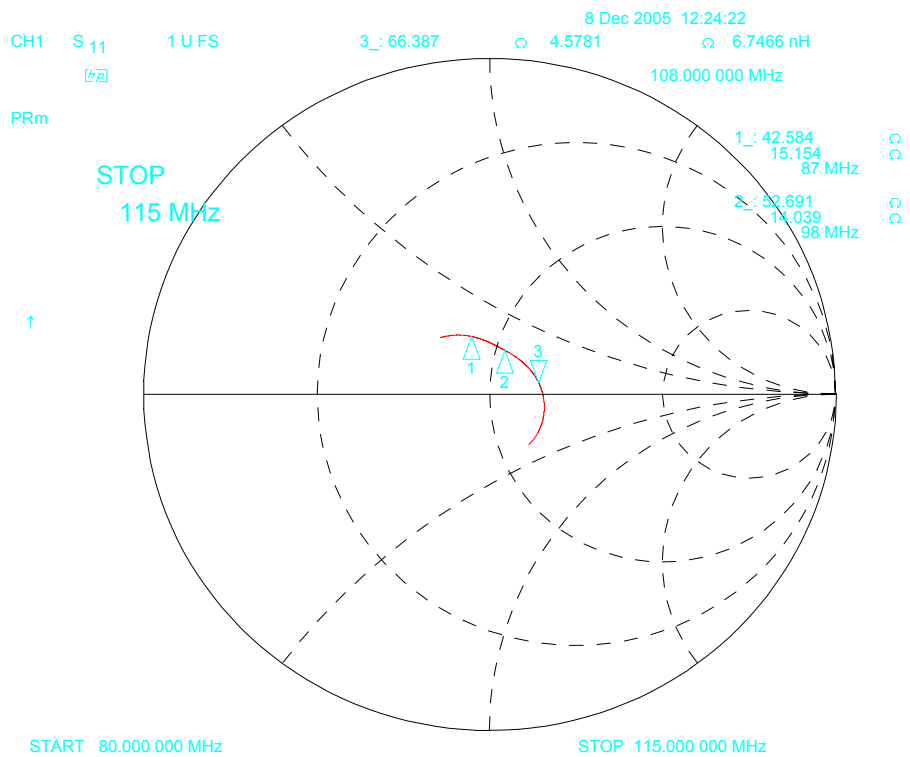 8 Dec 2005 12:24:22
CH1 S 11 1 U FS 3_: 66.387 Ω 4.5781 Ω 6.7466 nH
hp
108.000 000 MHz
PRm
1_: 42.584 Ω
15.154 Ω
87 MHz
STOP
115 MHz
2_: 52.691 Ω
14.039 Ω
98 MHz
↑
3
1
2
START 80.000 000 MHz STOP 115.000 000 MHz